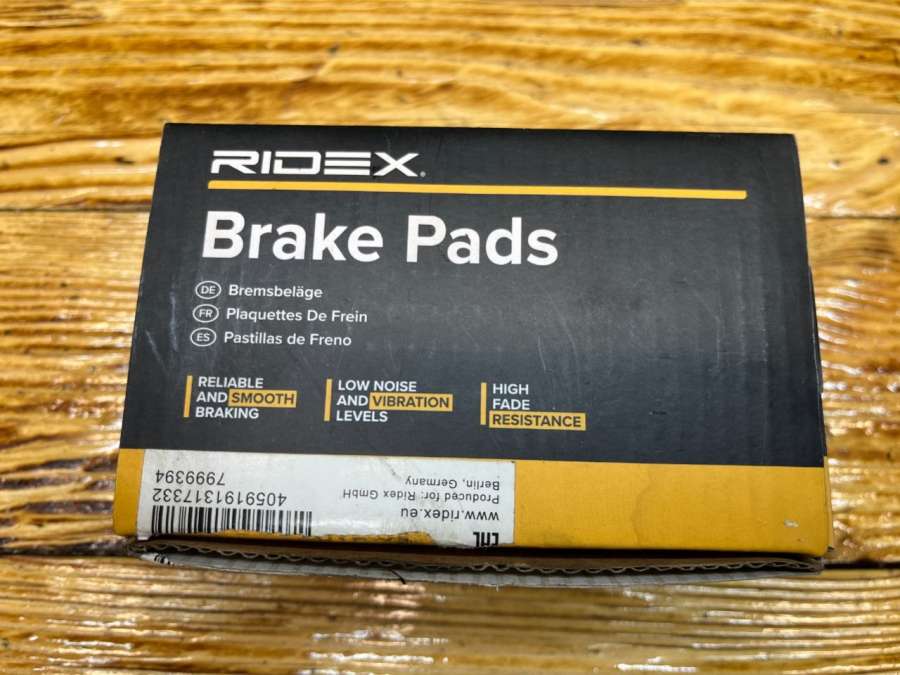 RIDEX
Brake Pads
DE Bremsbeläge
FR Plaquettes De Frein
ES Pastillas de Freno
RELIABLE
AND SMOOTH
BRAKING
LOW NOISE
AND VIBRATION
LEVELS
HIGH
FADE
RESISTANCE
EAC
www.ridex.eu
Produced for: Ridex GmbH
Berlin, Germany
4059191317332
7999394